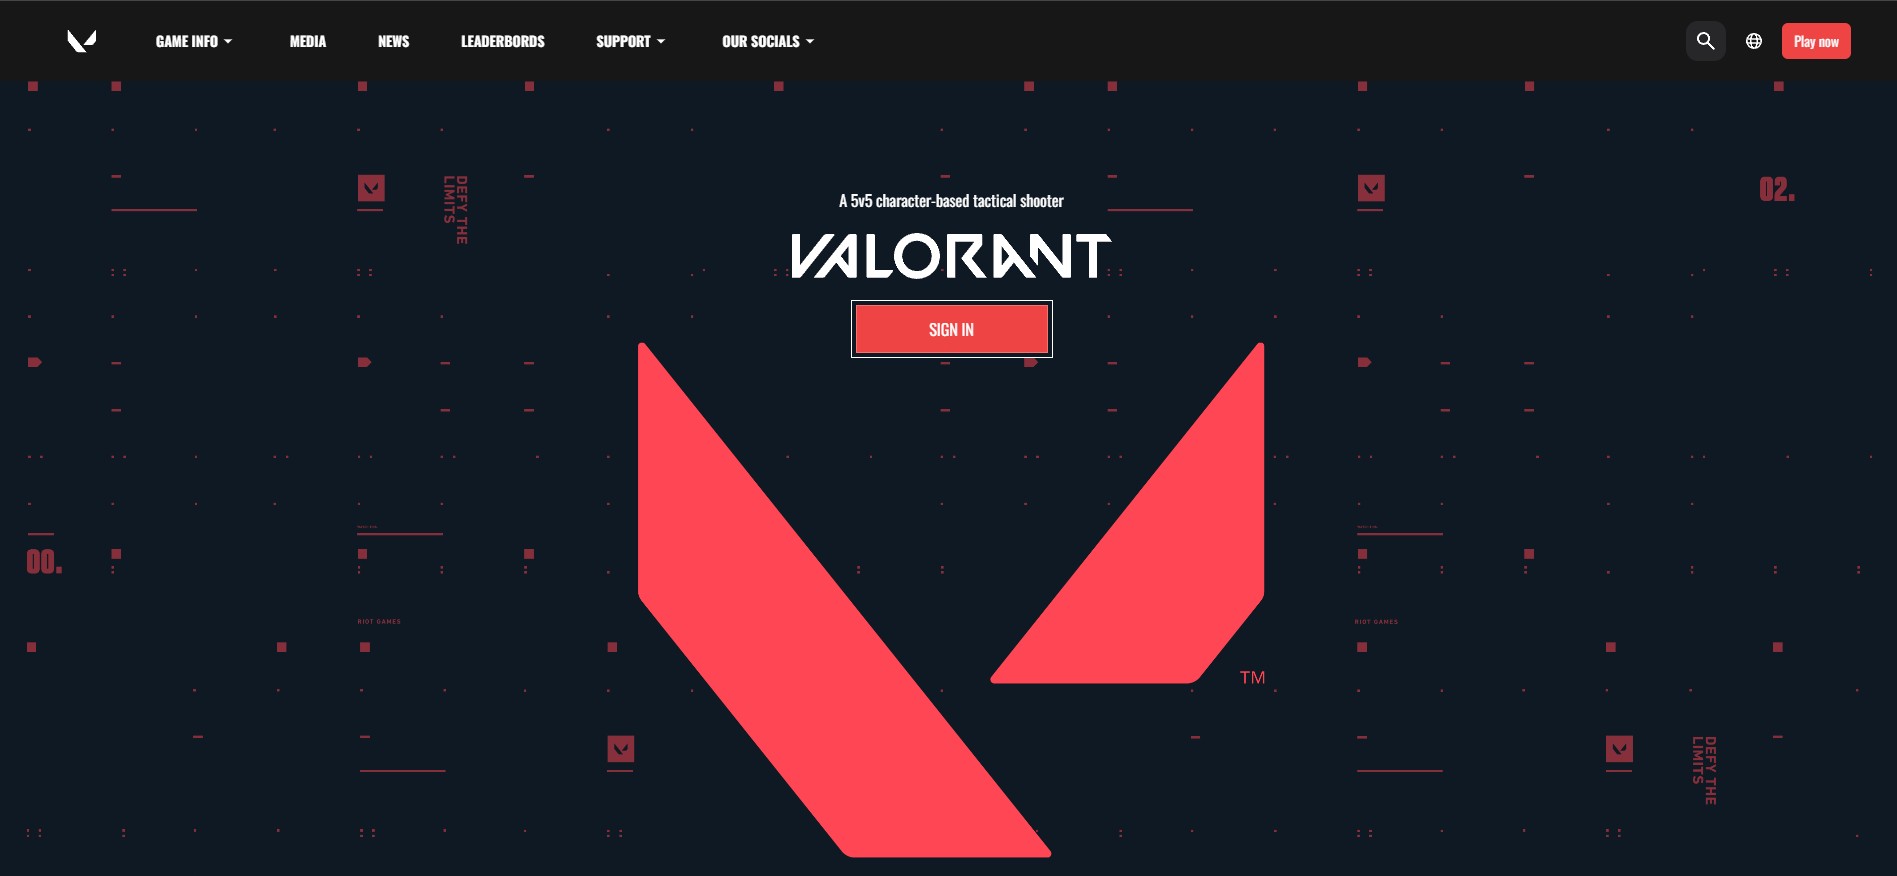 GAME INFO
MEDIA
NEWS
LEADERBORDS
SUPPORT
OUR SOCIALS
Play now
DEFY THE
LIMITS
02.
A 5v5 character-based tactical shooter
VALORANT
SIGN IN
00.
RIOT GAMES
RIOT GAMES
TM
DEFY THE
LIMITS